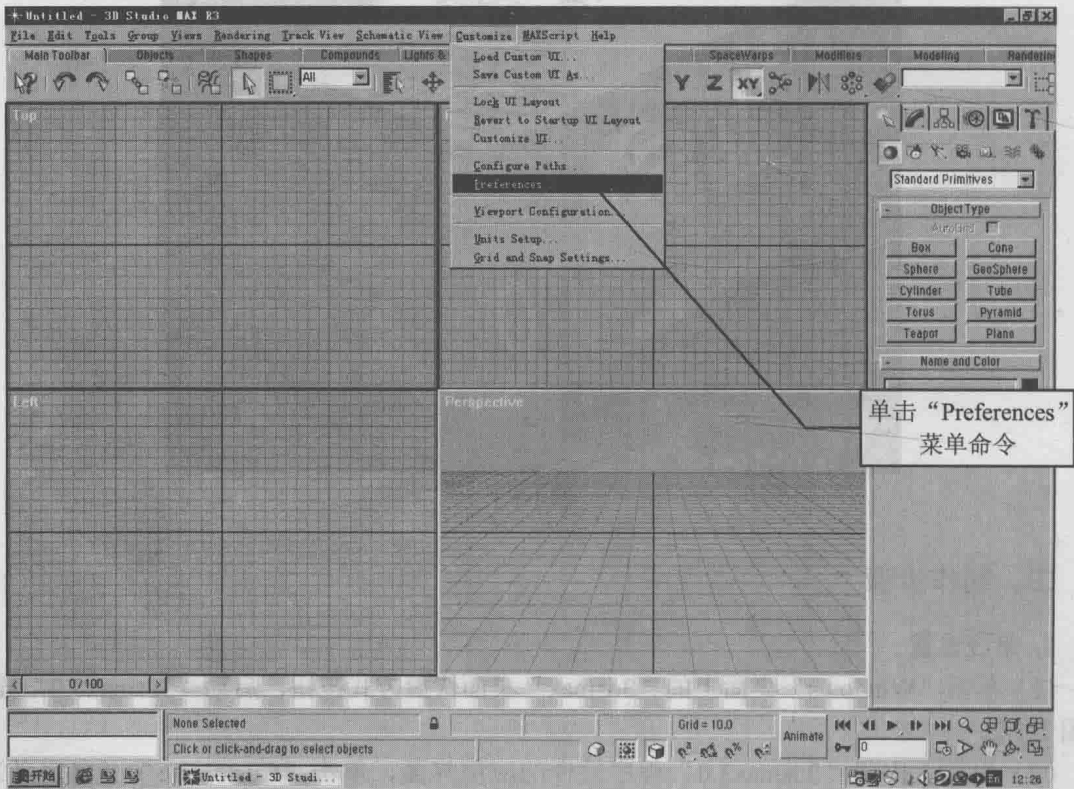 Untitled - 3D Studio MAX R3
File Edit Tools Group Views Rendering Track View Schematic View Customize MAXScript Help
Main Toolbar Objects Shapes Compounds Lights & SpaceWarps Modifiers Modeling Rendering
All
Y Z XY
Load Custom UI...
Save Custom UI As...
Lock UI Layout
Revert to Startup UI Layout
Customize UI...
Configure Paths...
Preferences...
Viewport Configuration...
Units Setup...
Grid and Snap Settings...
Top
Left
Perspective
Standard Primitives
Object Type
AutoGrid
Box Cone
Sphere GeoSphere
Cylinder Tube
Torus Pyramid
Teapot Plane
Name and Color
单击“Preferences”
菜单命令
0 / 100
None Selected
Grid = 10.0
Animate
Click or click-and-drag to select objects
0
开始
Untitled - 3D Studi...
En
12:26